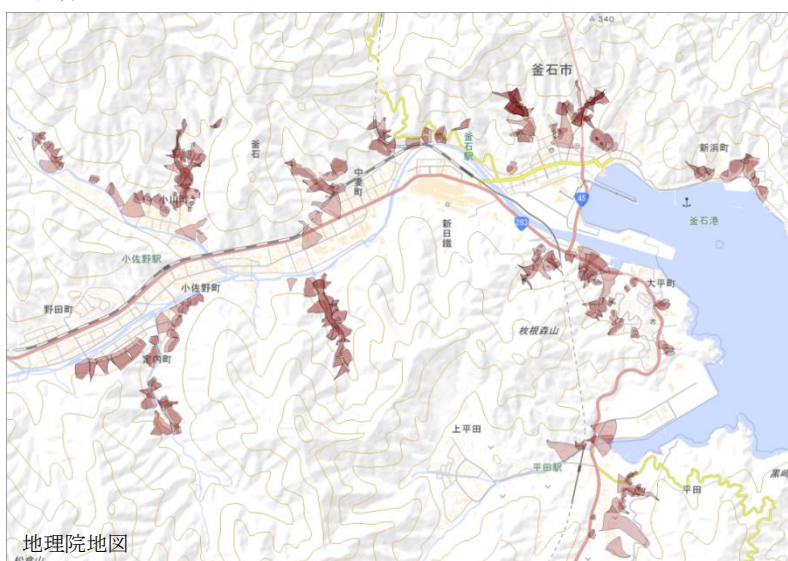 340
釜石市
釜石駅
新浜町
釜石
中妻町
小川町
45
釜石港
283
新日鐵
小佐野駅
大平町
小佐野町
野田町
枚根森山
定内町
上平田
平田駅
平田
地理院地図